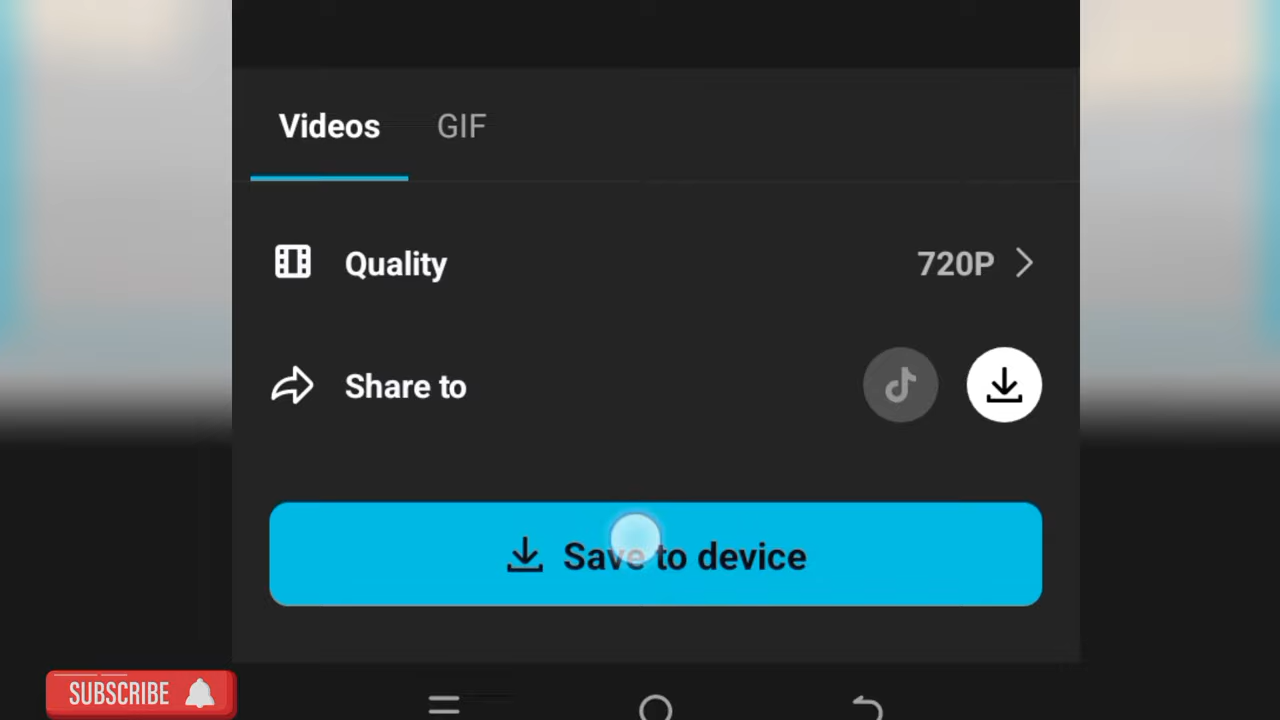 Videos GIF
Quality 720P
Share to
Save to device
SUBSCRIBE